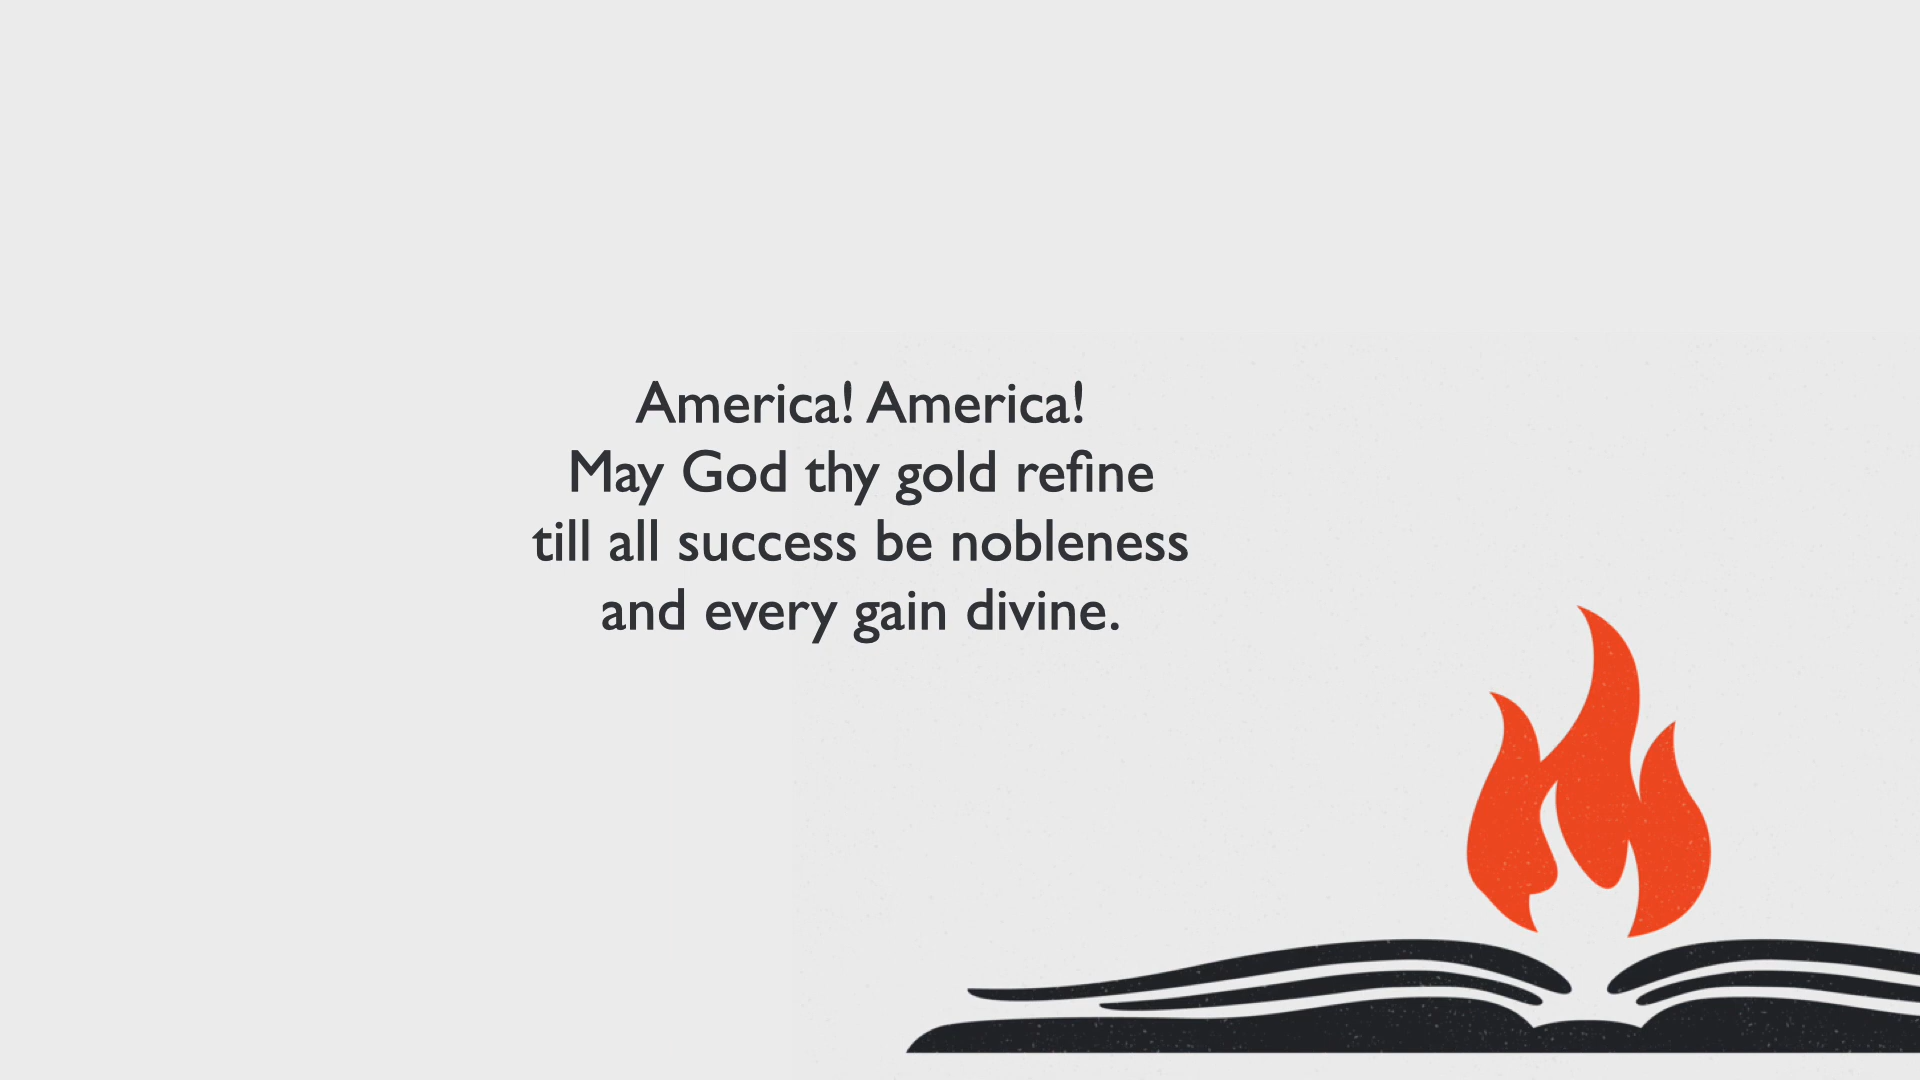 America! America!
May God thy gold refine
till all success be nobleness
and every gain divine.